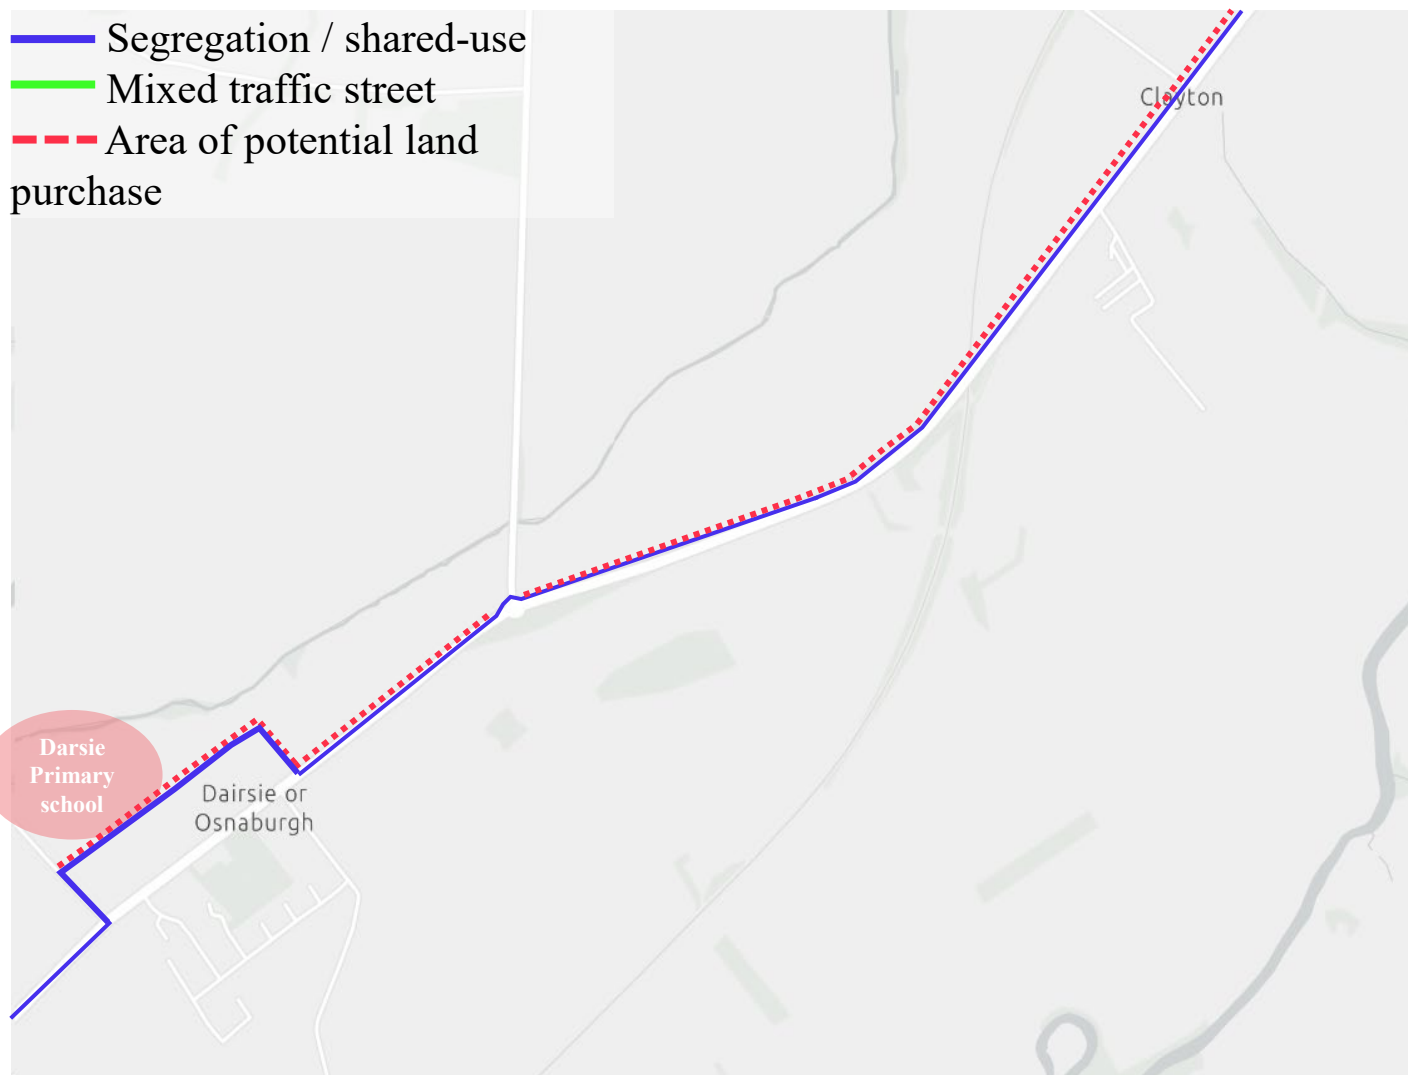 Segregation / shared-use
Mixed traffic street
Area of potential land
purchase
Clayton
Darsie
Primary
school
Dairsie or
Osnaburgh